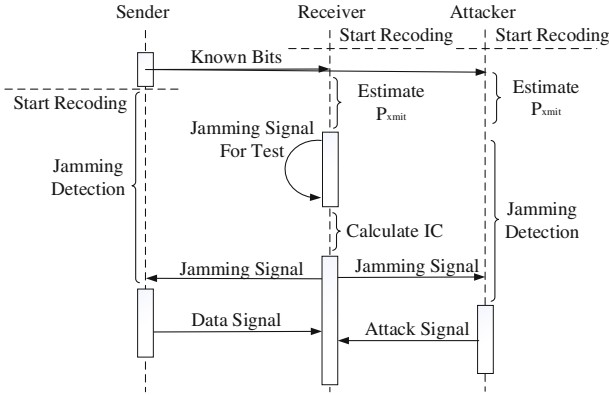 Sender Receiver Attacker
Start Recoding Start Recoding
Known Bits
Start Recoding
Estimate
Pxmit
Estimate
Pxmit
Jamming Signal
For Test
Jamming
Detection
Jamming
Detection
Calculate IC
Jamming Signal Jamming Signal
Data Signal Attack Signal